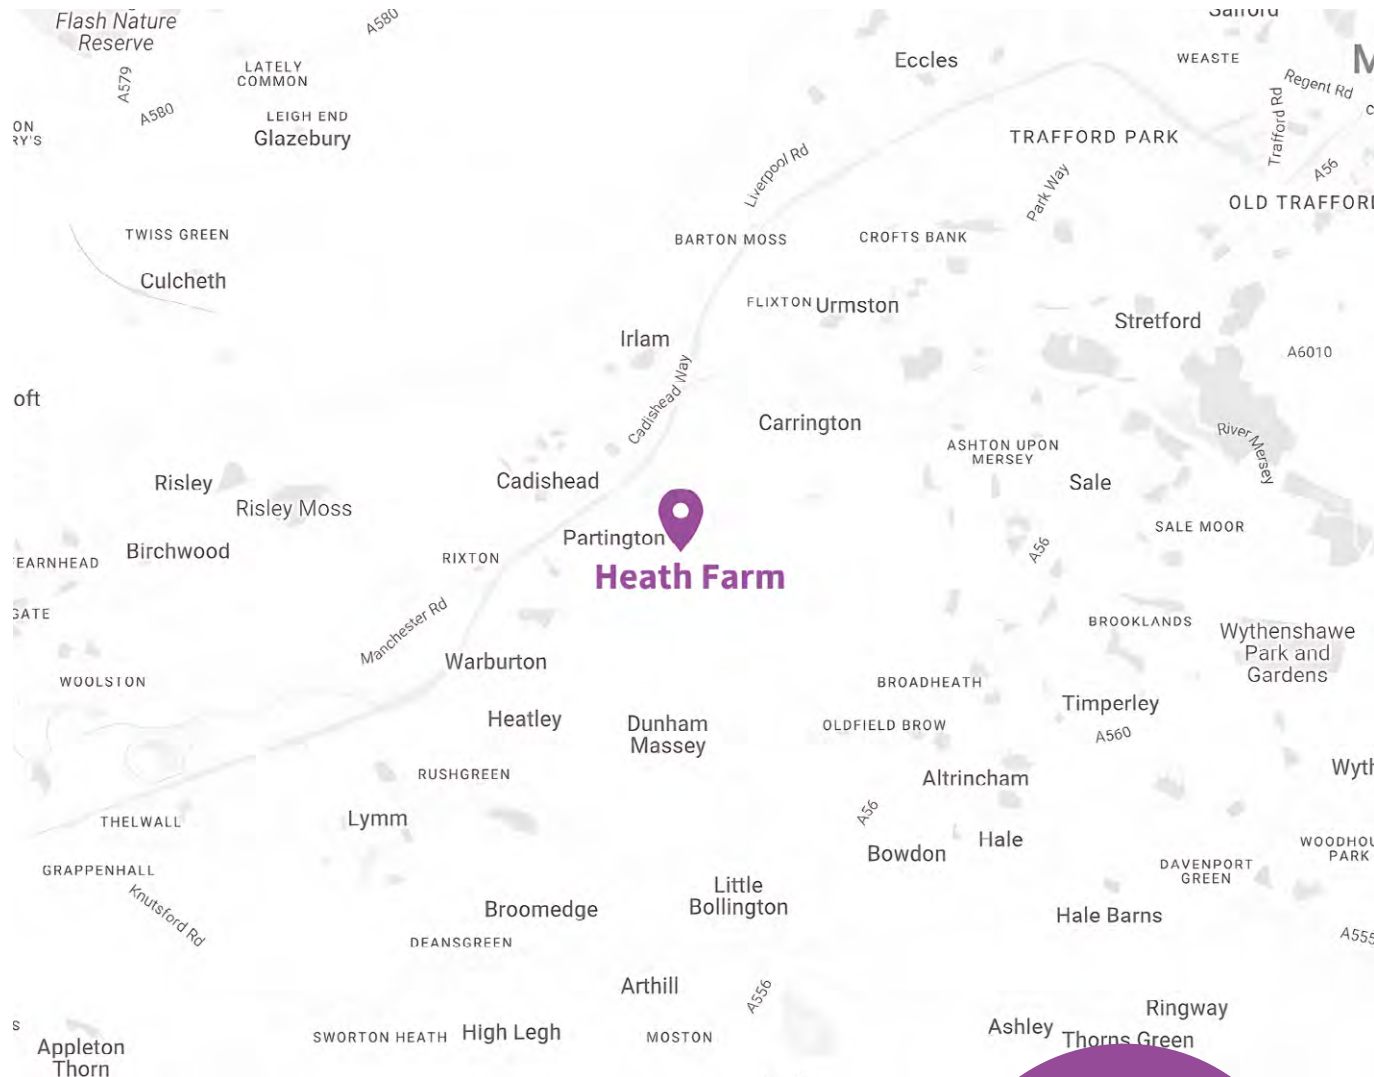 Flash Nature
Reserve
A580
Salford
Eccles
WEASTE
LATELY
COMMON
A579
A580
Regent Rd
LEIGH END
Glazebury
Trafford Rd
TRAFFORD PARK
Liverpool Rd
Park Way
A56
OLD TRAFFORD
TWISS GREEN
BARTON MOSS
CROFTS BANK
Culcheth
FLIXTON
Urmston
Stretford
Irlam
A6010
Cadishead Way
oft
Carrington
River Mersey
ASHTON UPON
MERSEY
Risley
Cadishead
Sale
Risley Moss
SALE MOOR
Partington
Birchwood
RIXTON
A56
EARNHEAD
Heath Farm
GATE
Manchester Rd
BROOKLANDS
Wythenshawe
Park and
Gardens
Warburton
WOOLSTON
BROADHEATH
Timperley
Heatley
Dunham
Massey
OLDFIELD BROW
A560
RUSHGREEN
Altrincham
Wyth
A56
Lymm
THELWALL
Hale
Bowdon
WOODHOU
PARK
GRAPPENHALL
DAVENPORT
GREEN
Knutsford Rd
Little
Bollington
Broomedge
Hale Barns
DEANSGREEN
A555
Arthill
A556
Ringway
SWORTON HEATH
High Legh
MOSTON
Ashley
Thorns Green
Appleton
Thorn